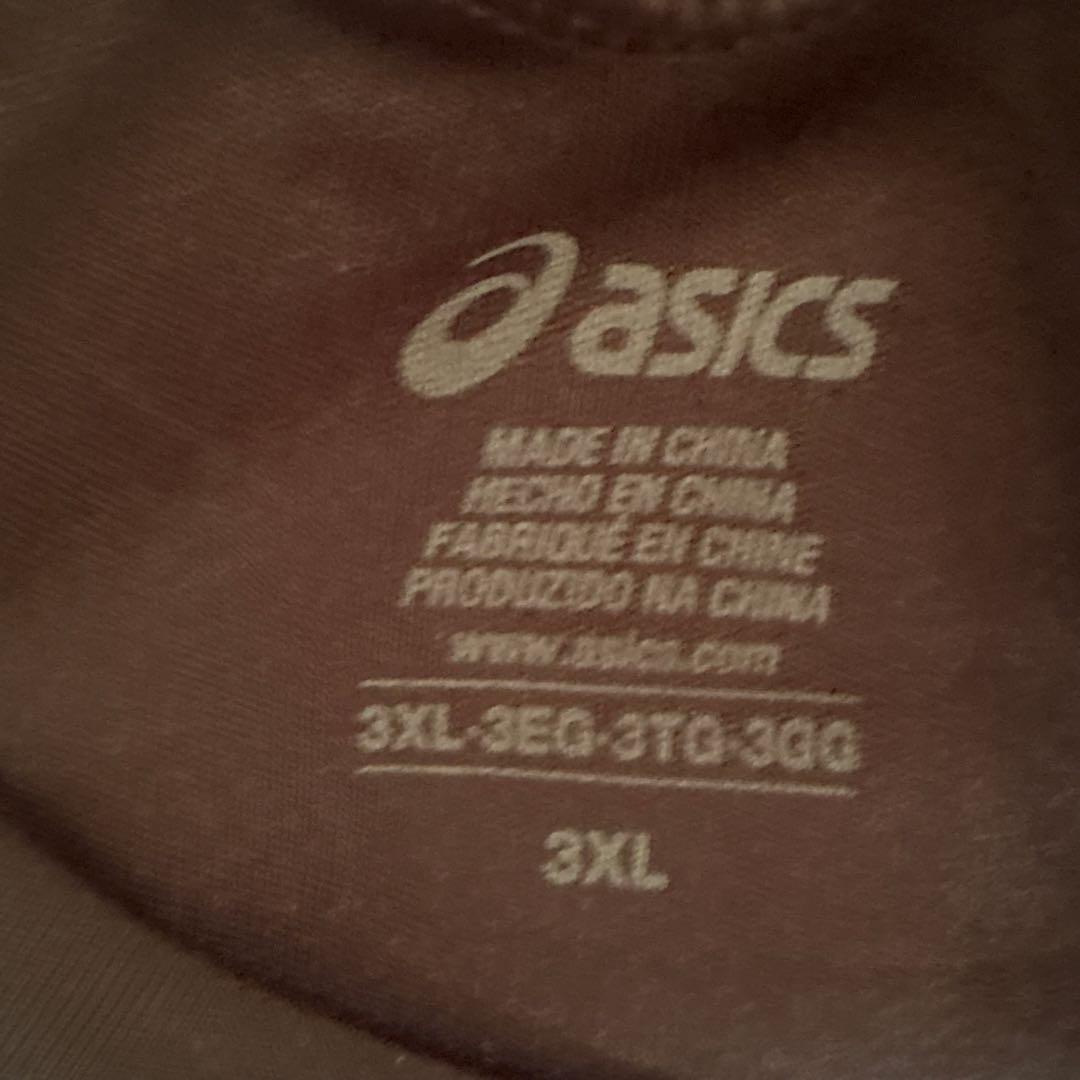 asics
MADE IN CHINA
HECHO EN CHINA
FABRIQUÉ EN CHINE
PRODUZIDO NA CHINA
www.asics.com
3XL-3EG-3TG-3GG
3XL